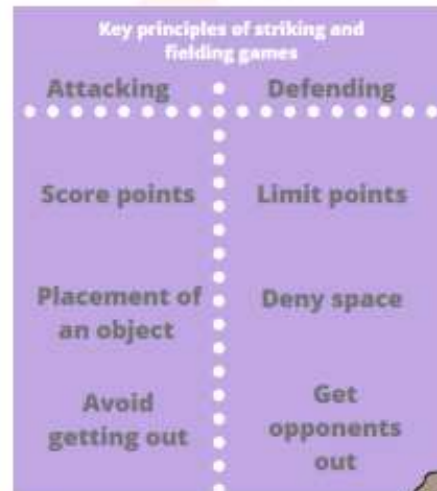 Key principles of striking and
fielding games
Attacking
Defending
Score points
Limit points
Placement of
an object
Deny space
Avoid
getting out
Get
opponents
out